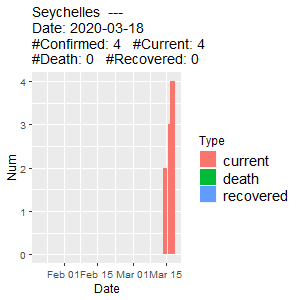 Seychelles  ---
Date: 2020-03-18
#Confirmed: 4   #Current: 4
#Death: 0   #Recovered: 0
4
3
2
1
0
Num
Feb 01 Feb 15 Mar 01 Mar 15
Date
Type
current
death
recovered